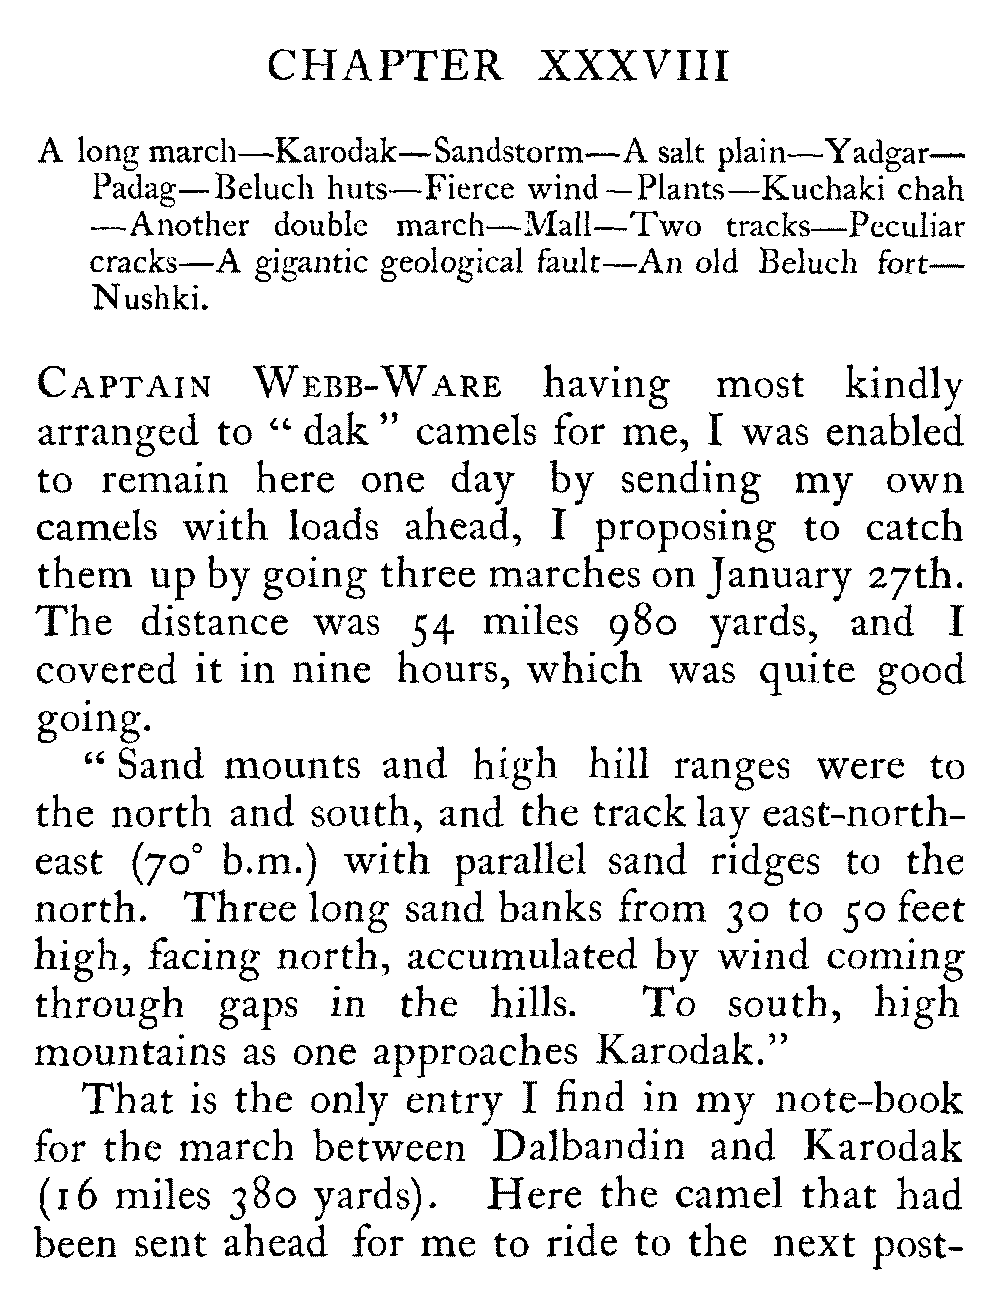 CHAPTER XXXVIII
A long march—Karodak—Sandstorm—A salt plain—Yadgar—
Padag—Beluch huts—Fierce wind—Plants—Kuchaki chah
—Another double march—Mall—Two tracks—Peculiar
cracks—A gigantic geological fault—An old Beluch fort—
Nushki.
CAPTAIN WEBB-WARE having most kindly
arranged to “ dak ” camels for me, I was enabled
to remain here one day by sending my own
camels with loads ahead, I proposing to catch
them up by going three marches on January 27th.
The distance was 54 miles 980 yards, and I
covered it in nine hours, which was quite good
going.
“ Sand mounts and high hill ranges were to
the north and south, and the track lay east-north-
east (70° b.m.) with parallel sand ridges to the
north. Three long sand banks from 30 to 50 feet
high, facing north, accumulated by wind coming
through gaps in the hills. To south, high
mountains as one approaches Karodak.”
That is the only entry I find in my note-book
for the march between Dalbandin and Karodak
(16 miles 380 yards). Here the camel that had
been sent ahead for me to ride to the next post-